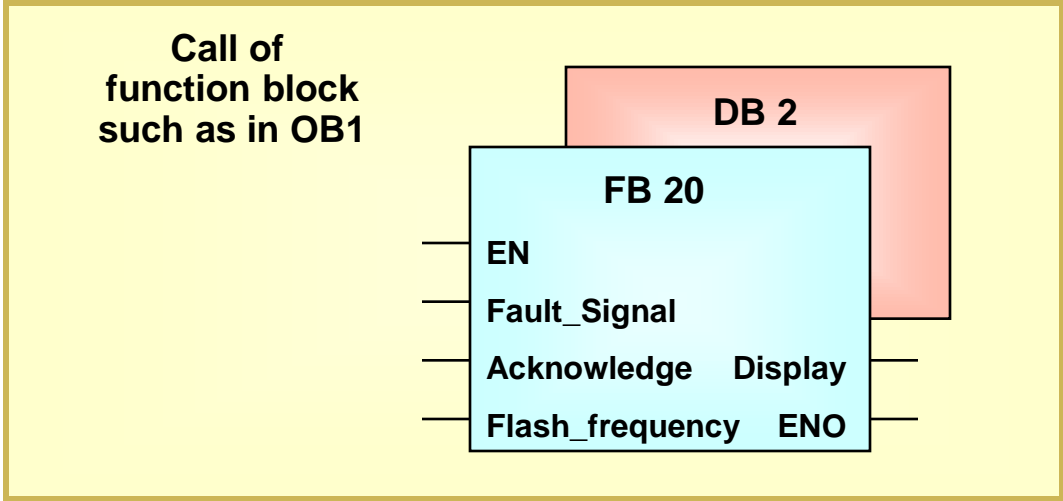 Call of
function block
such as in OB1
DB 2
FB 20
EN
Fault_Signal
Acknowledge Display
Flash_frequency ENO